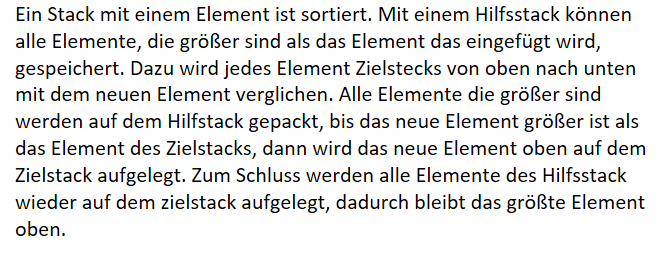 Ein Stack mit einem Element ist sortiert. Mit einem Hilfsstack können
alle Elemente, die größer sind als das Element das eingefügt wird,
gespeichert. Dazu wird jedes Element Zielstecks von oben nach unten
mit dem neuen Element verglichen. Alle Elemente die größer sind
werden auf dem Hilfstack gepackt, bis das neue Element größer ist als
das Element des Zielstacks, dann wird das neue Element oben auf dem
Zielstack aufgelegt. Zum Schluss werden alle Elemente des Hilfsstack
wieder auf dem zielstack aufgelegt, dadurch bleibt das größte Element
oben.